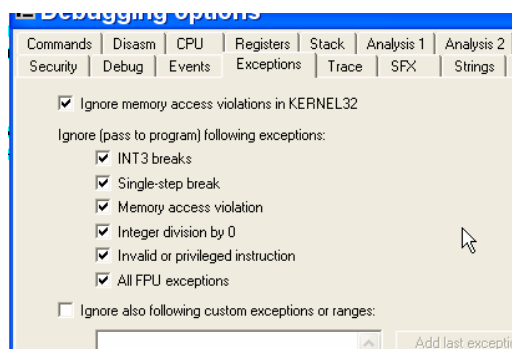 Debugging options
Commands Disasm CPU Registers Stack Analysis 1 Analysis 2
Security Debug Events Exceptions Trace SFX Strings
Ignore memory access violations in KERNEL32
Ignore (pass to program) following exceptions:
INT3 breaks
Single-step break
Memory access violation
Integer division by 0
Invalid or privileged instruction
All FPU exceptions
Ignore also following custom exceptions or ranges:
Add last excepti